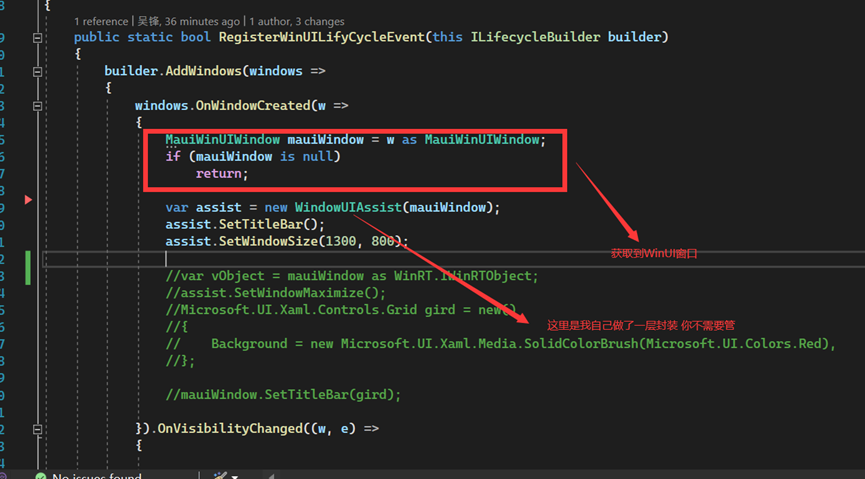 {
1 reference | 吴锋, 36 minutes ago | 1 author, 3 changes
public static bool RegisterWinUILifyCycleEvent(this ILifecycleBuilder builder)
{
builder.AddWindows(windows =>
{
windows.OnWindowCreated(w =>
{
MauiWinUIWindow mauiWindow = w as MauiWinUIWindow;
if (mauiWindow is null)
return;
var assist = new WindowUIAssist(mauiWindow);
assist.SetTitleBar();
assist.SetWindowSize(1300, 800);
获取到WinUI窗口
//var vObject = mauiWindow as WinRT.IWinRTObject;
//assist.SetWindowMaximize();
//Microsoft.UI.Xaml.Controls.Grid gird = new()
//{
这里是我自己做了一层封装 你不需要管
// Background = new Microsoft.UI.Xaml.Media.SolidColorBrush(Microsoft.UI.Colors.Red),
//};
//mauiWindow.SetTitleBar(gird);
}).OnVisibilityChanged((w, e) =>
{
No issues found